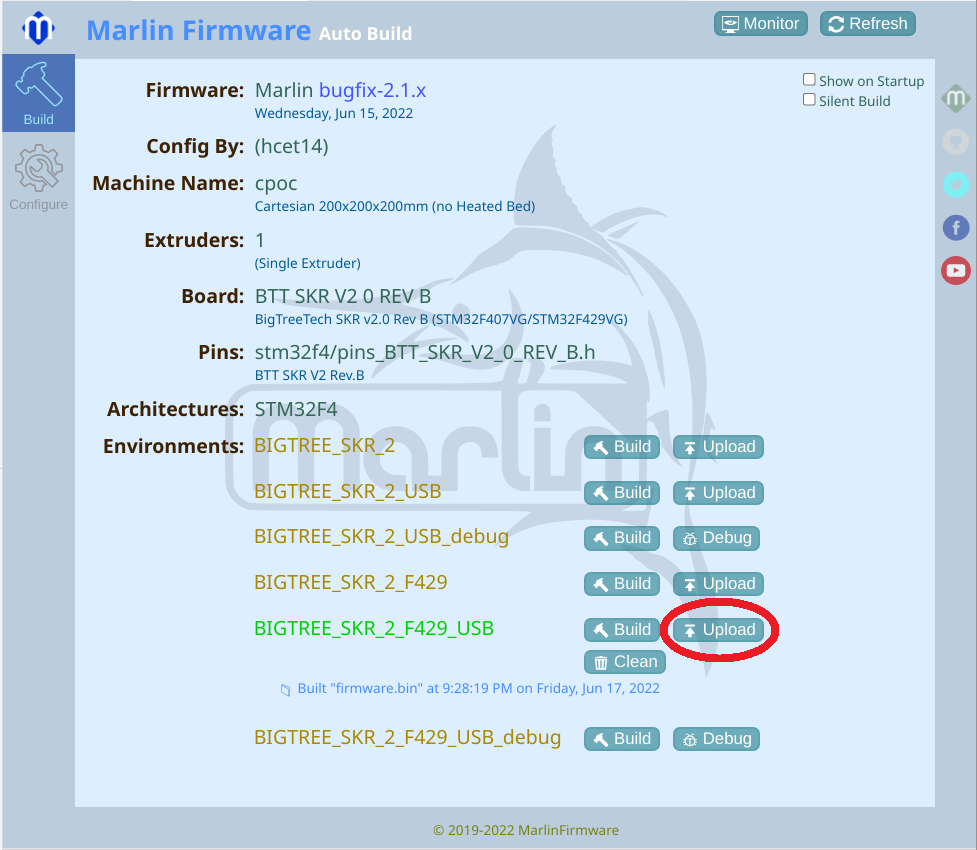 Marlin Firmware Auto Build
Monitor
Refresh
Build
Configure
Show on Startup
Silent Build
Firmware: Marlin bugfix-2.1.x
Wednesday, Jun 15, 2022
Config By: (hcet14)
Machine Name: cpoc
Cartesian 200x200x200mm (no Heated Bed)
Extruders: 1
(Single Extruder)
Board: BTT SKR V2 0 REV B
BigTreeTech SKR v2.0 Rev B (STM32F407VG/STM32F429VG)
Pins: stm32f4/pins_BTT_SKR_V2_0_REV_B.h
BTT SKR V2 Rev.B
Architectures: STM32F4
Environments: BIGTREE_SKR_2 Build Upload
BIGTREE_SKR_2_USB Build Upload
BIGTREE_SKR_2_USB_debug Build Debug
BIGTREE_SKR_2_F429 Build Upload
BIGTREE_SKR_2_F429_USB Build Upload
Clean
Built "firmware.bin" at 9:28:19 PM on Friday, Jun 17, 2022
BIGTREE_SKR_2_F429_USB_debug Build Debug
Marlin
© 2019-2022 MarlinFirmware